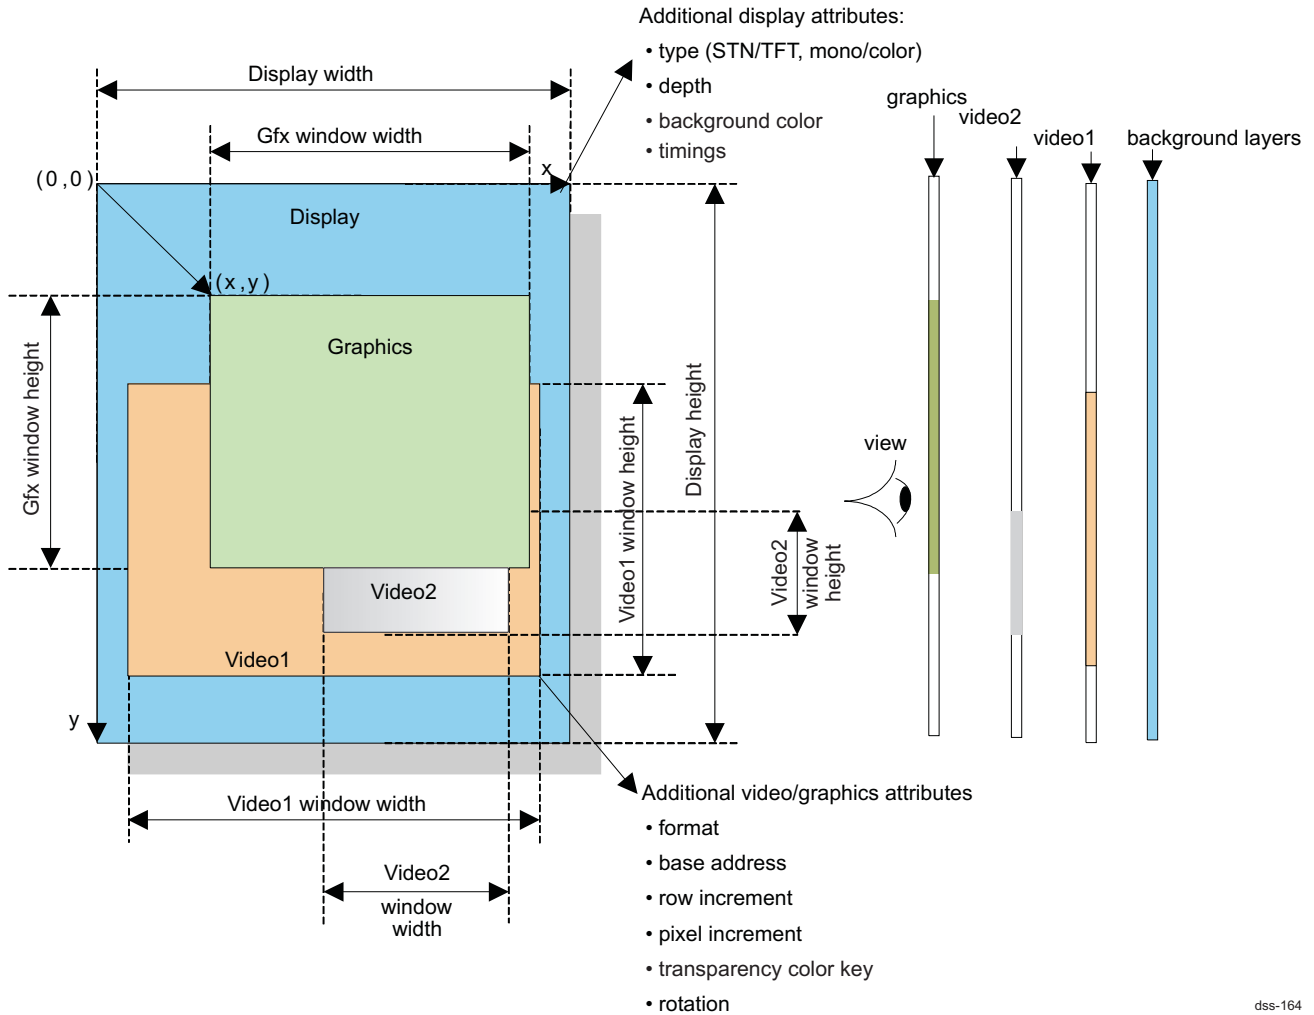 Additional display attributes:
• type (STN/TFT, mono/color)
• depth
• background color
• timings
Display width
Gfx window width
(0,0)
x
Display
(x,y)
Graphics
Gfx window height
Video1 window height
Display height
Video2
window
height
Video2
Video1
y
Video1 window width
Video2
window
width
graphics
video2
video1
background layers
view
Additional video/graphics attributes
• format
• base address
• row increment
• pixel increment
• transparency color key
• rotation
dss-164